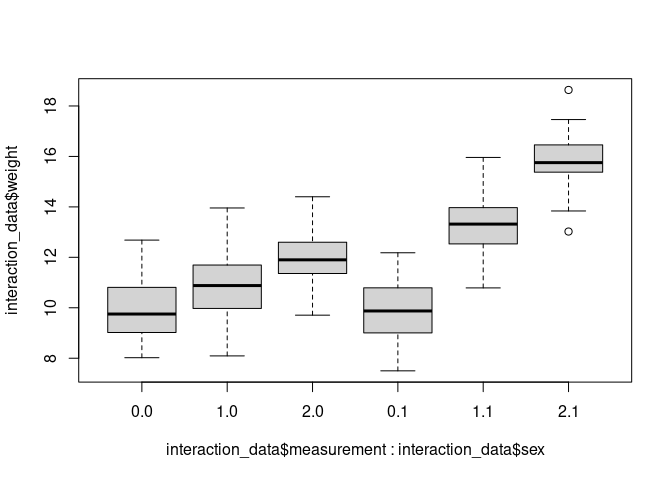 interaction_data$weight
18
16
14
12
10
8
0.0 1.0 2.0 0.1 1.1 2.1
interaction_data$measurement : interaction_data$sex